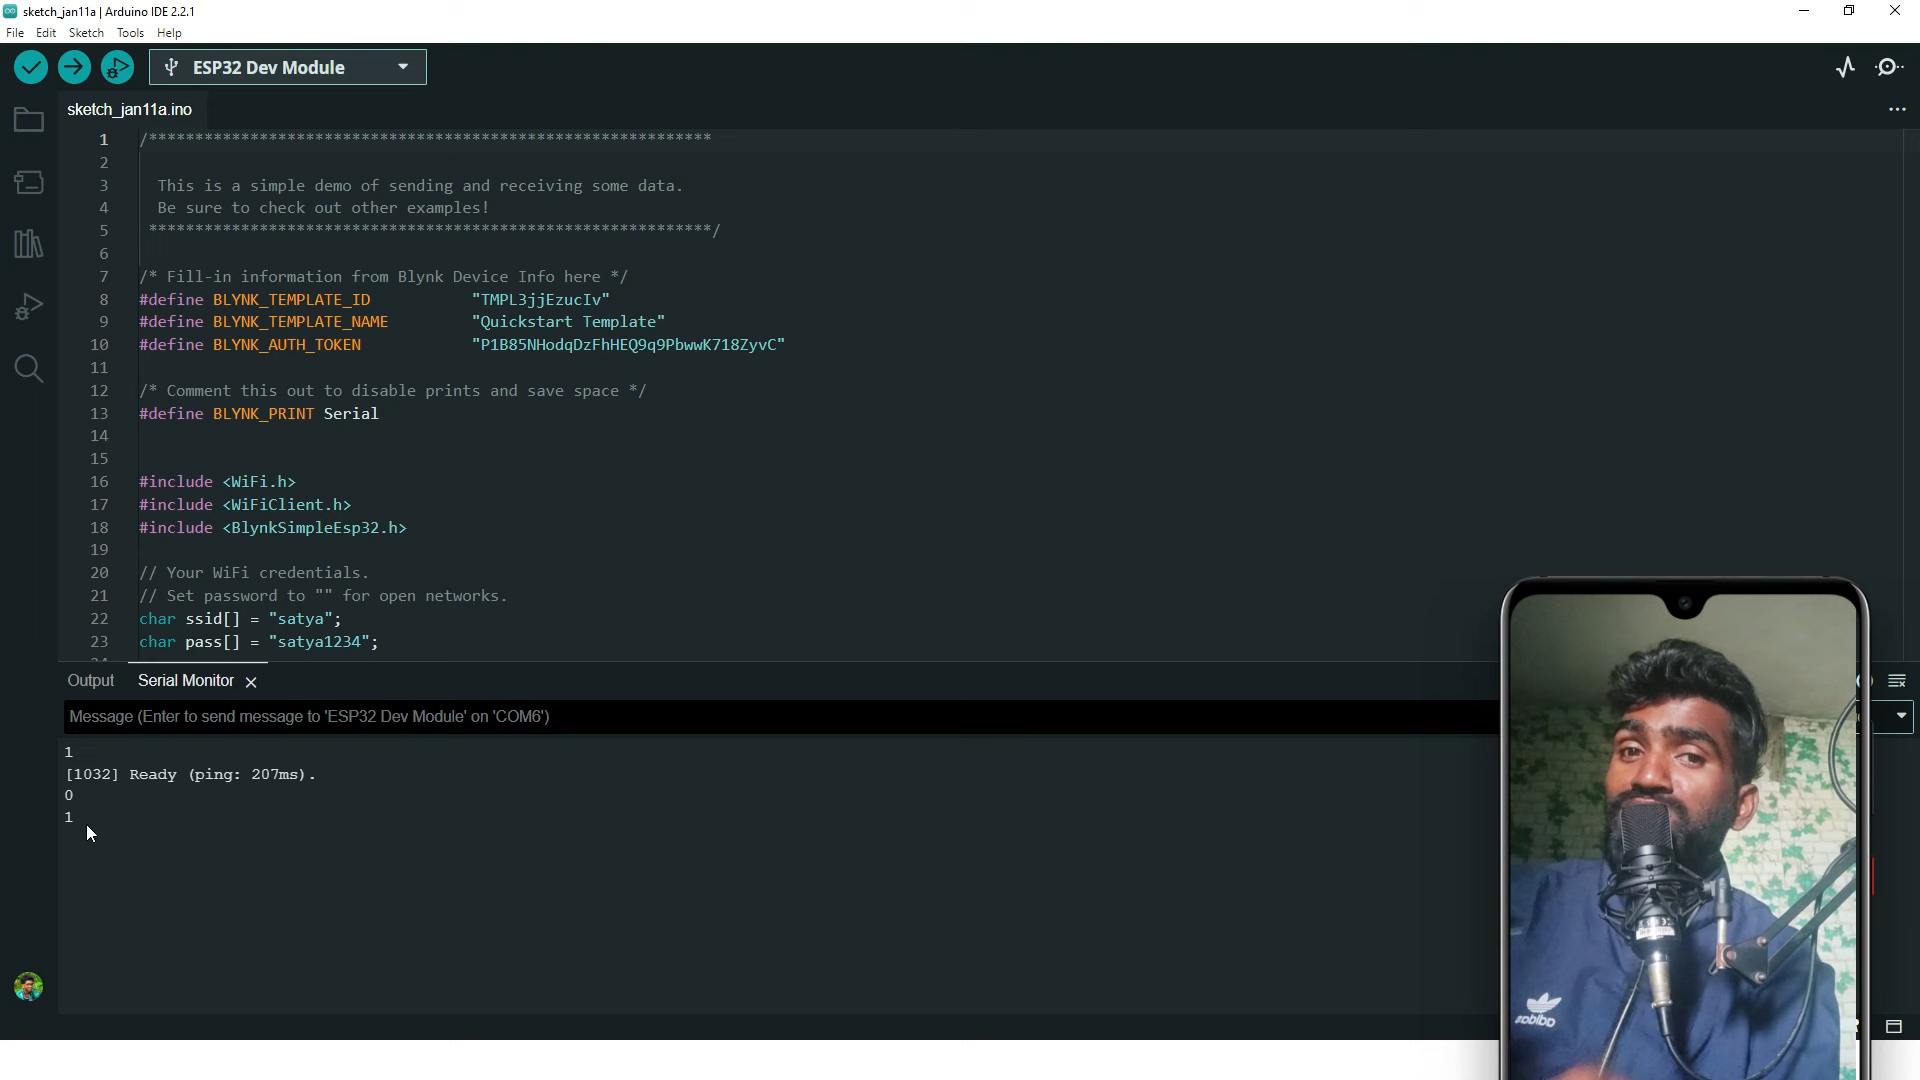 sketch_jan11a | Arduino IDE 2.2.1
File Edit Sketch Tools Help
ESP32 Dev Module
sketch_jan11a.ino
1 /*************************************************************
2
3 This is a simple demo of sending and receiving some data.
4 Be sure to check out other examples!
5 *************************************************************/
6
7 /* Fill-in information from Blynk Device Info here */
8 #define BLYNK_TEMPLATE_ID "TMPL3jjEzucIv"
9 #define BLYNK_TEMPLATE_NAME "Quickstart Template"
10 #define BLYNK_AUTH_TOKEN "P1B85NHodqDzFhHEQ9q9PbwwK718ZyvC"
11
12 /* Comment this out to disable prints and save space */
13 #define BLYNK_PRINT Serial
14
15
16 #include <WiFi.h>
17 #include <WiFiClient.h>
18 #include <BlynkSimpleEsp32.h>
19
20 // Your WiFi credentials.
21 // Set password to "" for open networks.
22 char ssid[] = "satya";
23 char pass[] = "satya1234";
Output Serial Monitor
Message (Enter to send message to 'ESP32 Dev Module' on 'COM6')
1
[1032] Ready (ping: 207ms).
0
1
adidas